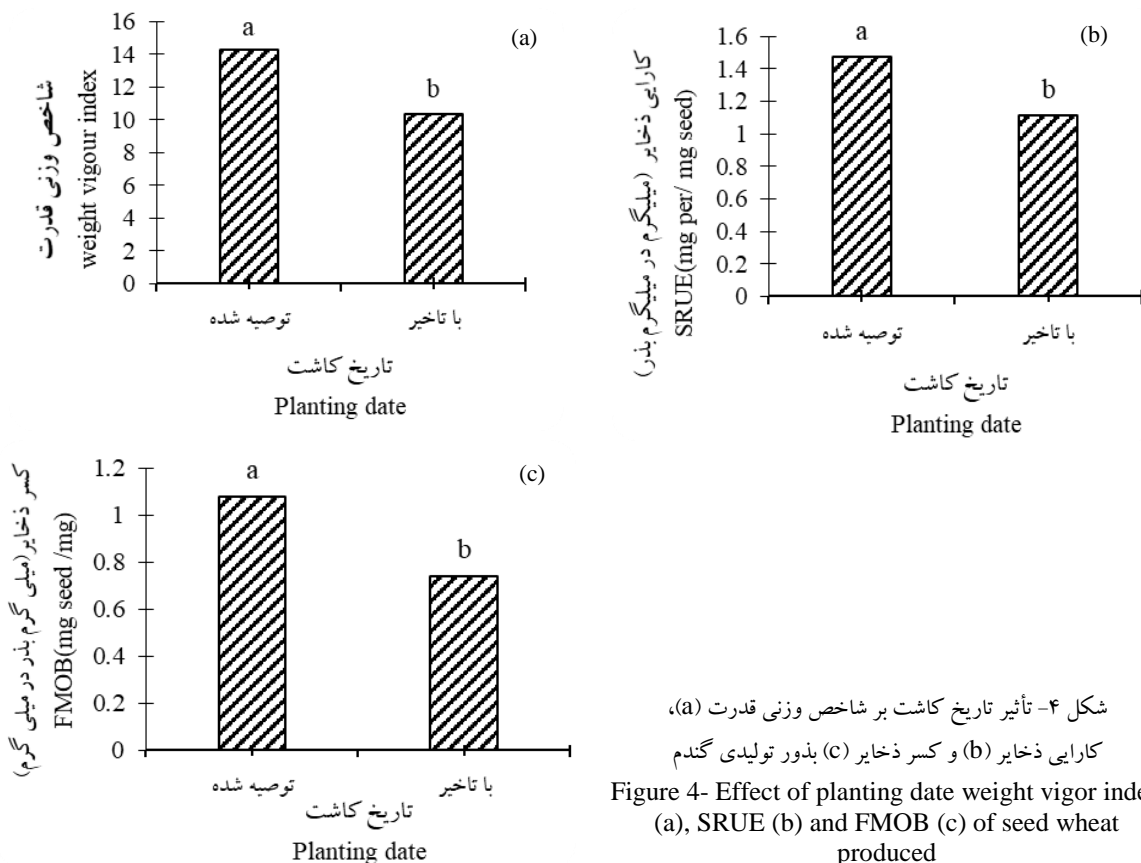 (a)
شاخص وزنی قدرت
weight vigour index
16
14
12
10
8
6
4
2
0
a
b
توصیه شده
با تاخیر
تاریخ کاشت
Planting date
(b)
کارایی ذخایر (میلیگرم در میلیگرم بذر)
SRUE(mg per/ mg seed)
1.6
1.4
1.2
1
0.8
0.6
0.4
0.2
0
a
b
توصیه شده
با تاخیر
تاریخ کاشت
Planting date
(c)
کسر ذخایر(میلی گرم بذر در میلی گرم)
FMOB(mg seed /mg)
1.2
1
0.8
0.6
0.4
0.2
0
a
b
توصیه شده
با تاخیر
تاریخ کاشت
Planting date
شکل ۴- تأثیر تاریخ کاشت بر شاخص وزنی قدرت (a)،
کارایی ذخایر (b) و کسر ذخایر (c) بذور تولیدی گندم
Figure 4- Effect of planting date weight vigor inde
(a), SRUE (b) and FMOB (c) of seed wheat
produced